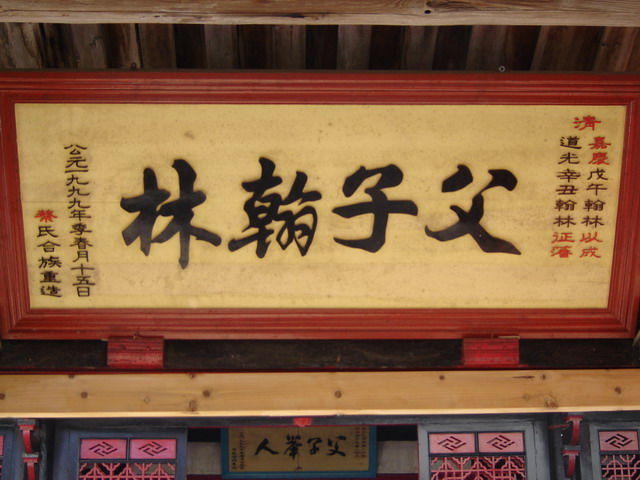 清
嘉慶戊午翰林以成
道光辛丑翰林征藩
父子翰林
公元一九九九年季春月十五日
蔡氏合族重造
父子舉人